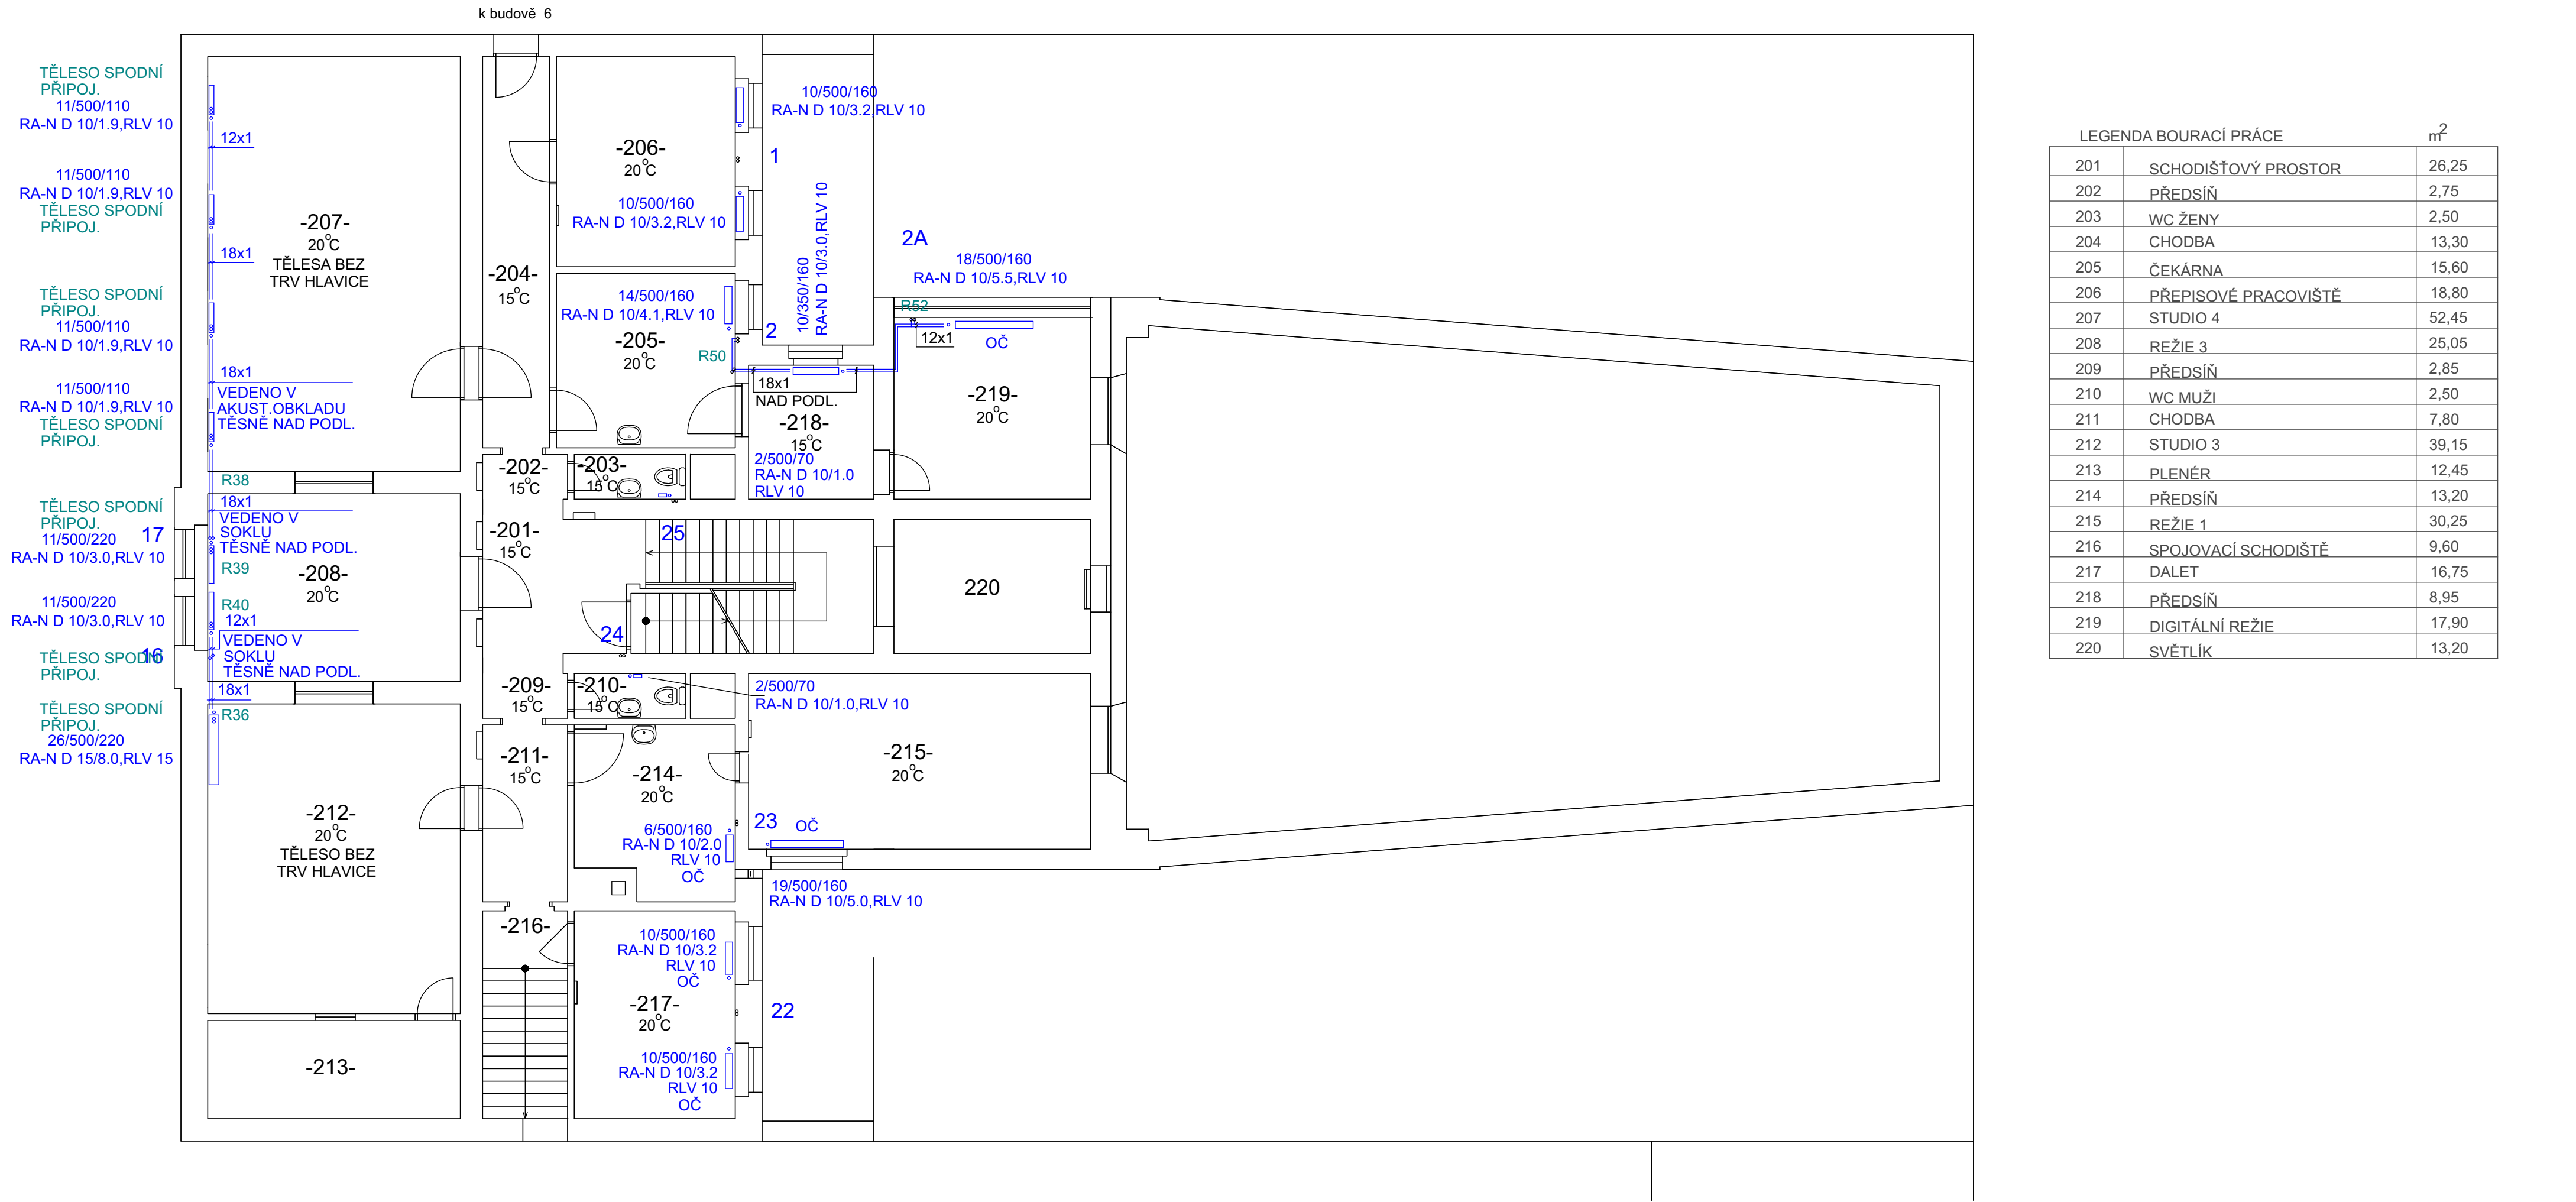 k budově 6
TĚLESO SPODNÍ
PŘIPOJ.
11/500/110
RA-N D 10/1.9,RLV 10
12x1
11/500/110
RA-N D 10/1.9,RLV 10
TĚLESO SPODNÍ
PŘIPOJ.
18x1
TĚLESO SPODNÍ
PŘIPOJ.
11/500/110
RA-N D 10/1.9,RLV 10
18x1
VEDENO V
AKUST.OBKLADU
TĚSNĚ NAD PODL.
11/500/110
RA-N D 10/1.9,RLV 10
TĚLESO SPODNÍ
PŘIPOJ.
-207-
20°C
TĚLESA BEZ
TRV HLAVICE
-204-
15°C
-206-
20°C
10/500/160
RA-N D 10/3.2,RLV 10
10/500/160
RA-N D 10/3.2,RLV 10
1
10/350/160
RA-N D 10/3.0,RLV 10
14/500/160
RA-N D 10/4.1,RLV 10
-205-
20°C
R50
2
2A
18/500/160
RA-N D 10/5.5,RLV 10
R52
12x1
OČ
18x1
NAD PODL.
-218-
15°C
2/500/70
RA-N D 10/1.0
RLV 10
-219-
20°C
-202-
15°C
-203-
15°C
R38
18x1
VEDENO V
SOKLU
TĚSNĚ NAD PODL.
TĚLESO SPODNÍ
PŘIPOJ.
17
11/500/220
RA-N D 10/3.0,RLV 10
R39
-208-
20°C
-201-
15°C
25
220
11/500/220
RA-N D 10/3.0,RLV 10
R40
12x1
VEDENO V
SOKLU
TĚSNĚ NAD PODL.
16
TĚLESO SPODNÍ
PŘIPOJ.
24
18x1
TĚLESO SPODNÍ
PŘIPOJ.
R36
26/500/220
RA-N D 15/8.0,RLV 15
-209-
15°C
-210-
15°C
2/500/70
RA-N D 10/1.0,RLV 10
-211-
15°C
-214-
20°C
-215-
20°C
-212-
20°C
TĚLESO BEZ
TRV HLAVICE
6/500/160
RA-N D 10/2.0
RLV 10
OČ
23
OČ
19/500/160
RA-N D 10/5.0,RLV 10
-216-
10/500/160
RA-N D 10/3.2
RLV 10
OČ
-217-
20°C
22
10/500/160
RA-N D 10/3.2
RLV 10
OČ
-213-
LEGENDA BOURACÍ PRÁCE m2
201 SCHODIŠŤOVÝ PROSTOR 26,25
202 PŘEDSÍŇ 2,75
203 WC ŽENY 2,50
204 CHODBA 13,30
205 ČEKÁRNA 15,60
206 PŘEPISOVÉ PRACOVIŠTĚ 18,80
207 STUDIO 4 52,45
208 REŽIE 3 25,05
209 PŘEDSÍŇ 2,85
210 WC MUŽI 2,50
211 CHODBA 7,80
212 STUDIO 3 39,15
213 PLENÉR 12,45
214 PŘEDSÍŇ 13,20
215 REŽIE 1 30,25
216 SPOJOVACÍ SCHODIŠTĚ 9,60
217 DALET 16,75
218 PŘEDSÍŇ 8,95
219 DIGITÁLNÍ REŽIE 17,90
220 SVĚTLÍK 13,20